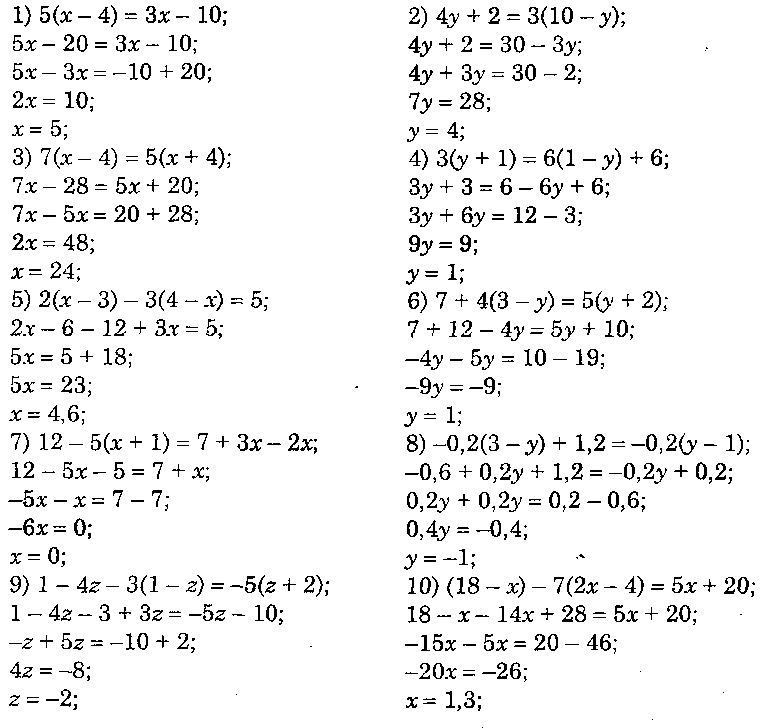 1) 5(x – 4) = 3x – 10;
5x – 20 = 3x – 10;
5x – 3x = –10 + 20;
2x = 10;
x = 5;
2) 4y + 2 = 3(10 – y);
4y + 2 = 30 – 3y;
4y + 3y = 30 – 2;
7y = 28;
y = 4;
3) 7(x – 4) = 5(x + 4);
7x – 28 = 5x + 20;
7x – 5x = 20 + 28;
2x = 48;
x = 24;
4) 3(y + 1) = 6(1 – y) + 6;
3y + 3 = 6 – 6y + 6;
3y + 6y = 12 – 3;
9y = 9;
y = 1;
5) 2(x – 3) – 3(4 – x) = 5;
2x – 6 – 12 + 3x = 5;
5x = 5 + 18;
5x = 23;
x = 4,6;
6) 7 + 4(3 – y) = 5(y + 2);
7 + 12 – 4y = 5y + 10;
–4y – 5y = 10 – 19;
–9y = –9;
y = 1;
7) 12 – 5(x + 1) = 7 + 3x – 2x;
12 – 5x – 5 = 7 + x;
–5x – x = 7 – 7;
–6x = 0;
x = 0;
8) –0,2(3 – y) + 1,2 = –0,2(y – 1);
–0,6 + 0,2y + 1,2 = –0,2y + 0,2;
0,2y + 0,2y = 0,2 – 0,6;
0,4y = –0,4;
y = –1;
9) 1 – 4z – 3(1 – z) = –5(z + 2);
1 – 4z – 3 + 3z = –5z – 10;
–z + 5z = –10 + 2;
4z = –8;
z = –2;
10) (18 – x) – 7(2x – 4) = 5x + 20;
18 – x – 14x + 28 = 5x + 20;
–15x – 5x = 20 – 46;
–20x = –26;
x = 1,3;